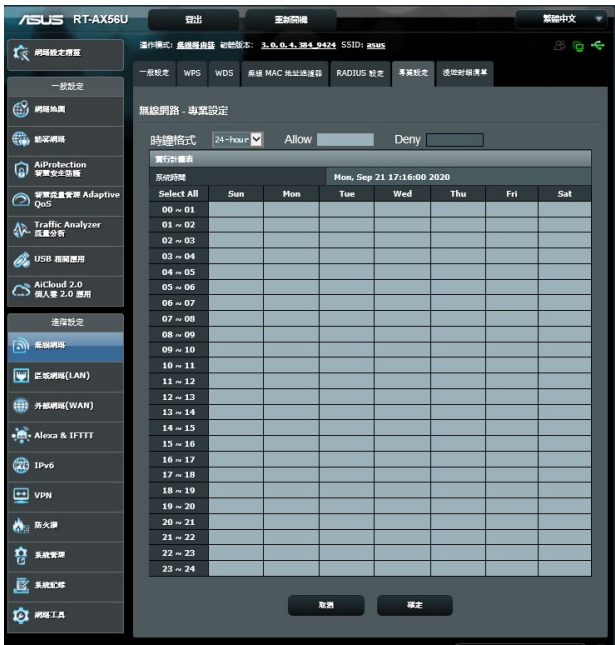 ASUS RT-AX56U 登出 重新開機 繁體中文
操作模式: 無線路由器 韌體版本: 3.0.0.4.384_9424 SSID: asus
網路設定精靈
一般設定 WPS WDS 無線 MAC 地址過濾器 RADIUS 設定 專業設定 漫遊封鎖清單
一般設定
網路地圖
訪客網路
AiProtection
智慧安全防護
智慧流量管理 Adaptive
QoS
Traffic Analyzer
流量分析
USB 相關應用
AiCloud 2.0
個人雲 2.0 應用
進階設定
無線網路
區域網路(LAN)
外部網路(WAN)
Alexa & IFTTT
IPv6
VPN
防火牆
系統管理
系統記錄
網路工具
無線網路 - 專業設定
時鐘格式 24-hour Allow Deny
實行計劃表
系統時間 Mon, Sep 21 17:16:00 2020
Select All Sun Mon Tue Wed Thu Fri Sat
00 ~ 01
01 ~ 02
02 ~ 03
03 ~ 04
04 ~ 05
05 ~ 06
06 ~ 07
07 ~ 08
08 ~ 09
09 ~ 10
10 ~ 11
11 ~ 12
12 ~ 13
13 ~ 14
14 ~ 15
15 ~ 16
16 ~ 17
17 ~ 18
18 ~ 19
19 ~ 20
20 ~ 21
21 ~ 22
22 ~ 23
23 ~ 24
取消 確定